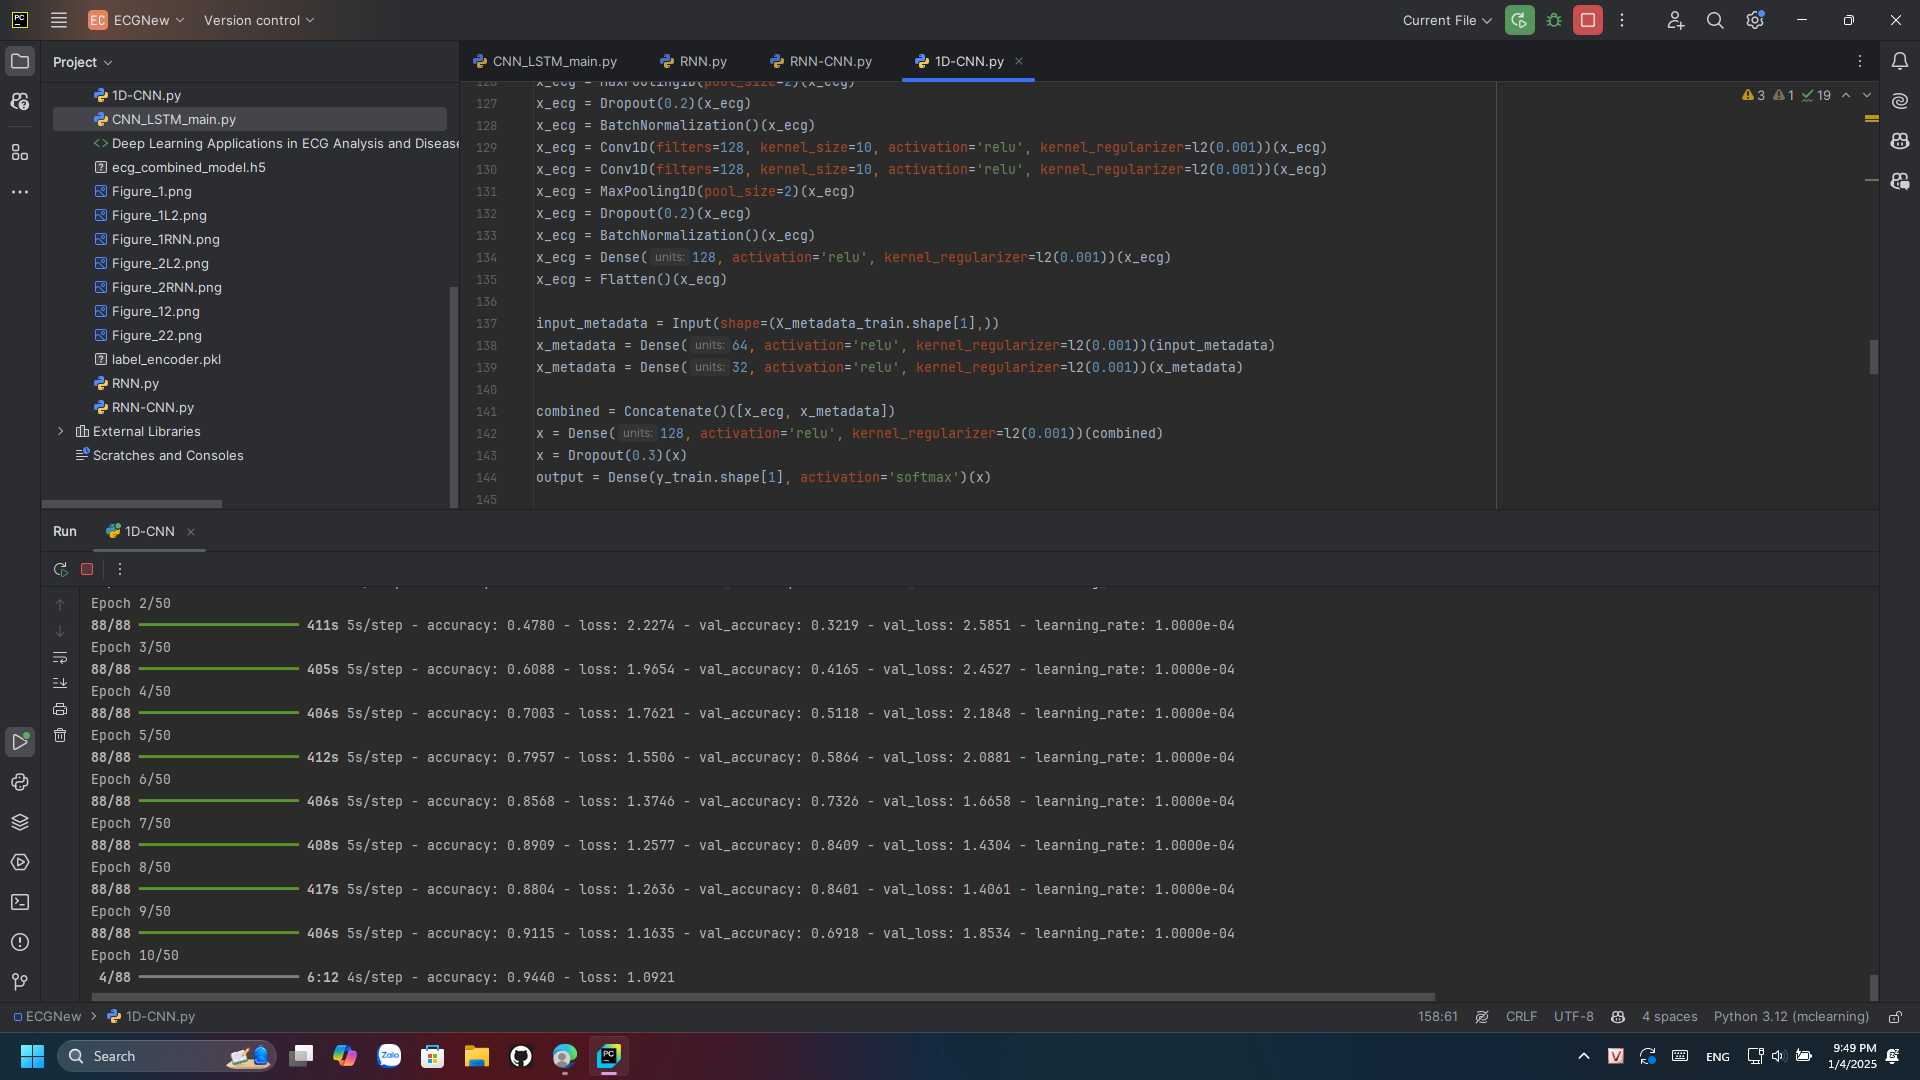 PC
EC ECGNew
Version control
Current File
Project
CNN_LSTM_main.py
RNN.py
RNN-CNN.py
1D-CNN.py
1D-CNN.py
CNN_LSTM_main.py
Deep Learning Applications in ECG Analysis and Disease
ecg_combined_model.h5
Figure_1.png
Figure_1L2.png
Figure_1RNN.png
Figure_2L2.png
Figure_2RNN.png
Figure_12.png
Figure_22.png
label_encoder.pkl
RNN.py
RNN-CNN.py
External Libraries
Scratches and Consoles
3 1 19
126 x_ecg = MaxPooling1D(pool_size=2)(x_ecg)
127 x_ecg = Dropout(0.2)(x_ecg)
128 x_ecg = BatchNormalization()(x_ecg)
129 x_ecg = Conv1D(filters=128, kernel_size=10, activation='relu', kernel_regularizer=l2(0.001))(x_ecg)
130 x_ecg = Conv1D(filters=128, kernel_size=10, activation='relu', kernel_regularizer=l2(0.001))(x_ecg)
131 x_ecg = MaxPooling1D(pool_size=2)(x_ecg)
132 x_ecg = Dropout(0.2)(x_ecg)
133 x_ecg = BatchNormalization()(x_ecg)
134 x_ecg = Dense( units: 128, activation='relu', kernel_regularizer=l2(0.001))(x_ecg)
135 x_ecg = Flatten()(x_ecg)
136
137 input_metadata = Input(shape=(X_metadata_train.shape[1],))
138 x_metadata = Dense( units: 64, activation='relu', kernel_regularizer=l2(0.001))(input_metadata)
139 x_metadata = Dense( units: 32, activation='relu', kernel_regularizer=l2(0.001))(x_metadata)
140
141 combined = Concatenate()([x_ecg, x_metadata])
142 x = Dense( units: 128, activation='relu', kernel_regularizer=l2(0.001))(combined)
143 x = Dropout(0.3)(x)
144 output = Dense(y_train.shape[1], activation='softmax')(x)
145
Run
1D-CNN
Epoch 2/50
88/88 411s 5s/step - accuracy: 0.4780 - loss: 2.2274 - val_accuracy: 0.3219 - val_loss: 2.5851 - learning_rate: 1.0000e-04
Epoch 3/50
88/88 405s 5s/step - accuracy: 0.6088 - loss: 1.9654 - val_accuracy: 0.4165 - val_loss: 2.4527 - learning_rate: 1.0000e-04
Epoch 4/50
88/88 406s 5s/step - accuracy: 0.7003 - loss: 1.7621 - val_accuracy: 0.5118 - val_loss: 2.1848 - learning_rate: 1.0000e-04
Epoch 5/50
88/88 412s 5s/step - accuracy: 0.7957 - loss: 1.5506 - val_accuracy: 0.5864 - val_loss: 2.0881 - learning_rate: 1.0000e-04
Epoch 6/50
88/88 406s 5s/step - accuracy: 0.8568 - loss: 1.3746 - val_accuracy: 0.7326 - val_loss: 1.6658 - learning_rate: 1.0000e-04
Epoch 7/50
88/88 408s 5s/step - accuracy: 0.8909 - loss: 1.2577 - val_accuracy: 0.8409 - val_loss: 1.4304 - learning_rate: 1.0000e-04
Epoch 8/50
88/88 417s 5s/step - accuracy: 0.8804 - loss: 1.2636 - val_accuracy: 0.8401 - val_loss: 1.4061 - learning_rate: 1.0000e-04
Epoch 9/50
88/88 406s 5s/step - accuracy: 0.9115 - loss: 1.1635 - val_accuracy: 0.6918 - val_loss: 1.8534 - learning_rate: 1.0000e-04
Epoch 10/50
4/88 6:12 4s/step - accuracy: 0.9440 - loss: 1.0921
ECGNew > 1D-CNN.py
158:61 CRLF UTF-8 4 spaces Python 3.12 (mclearning)
Search
Zalo
PC
V
ENG
9:49 PM
1/4/2025